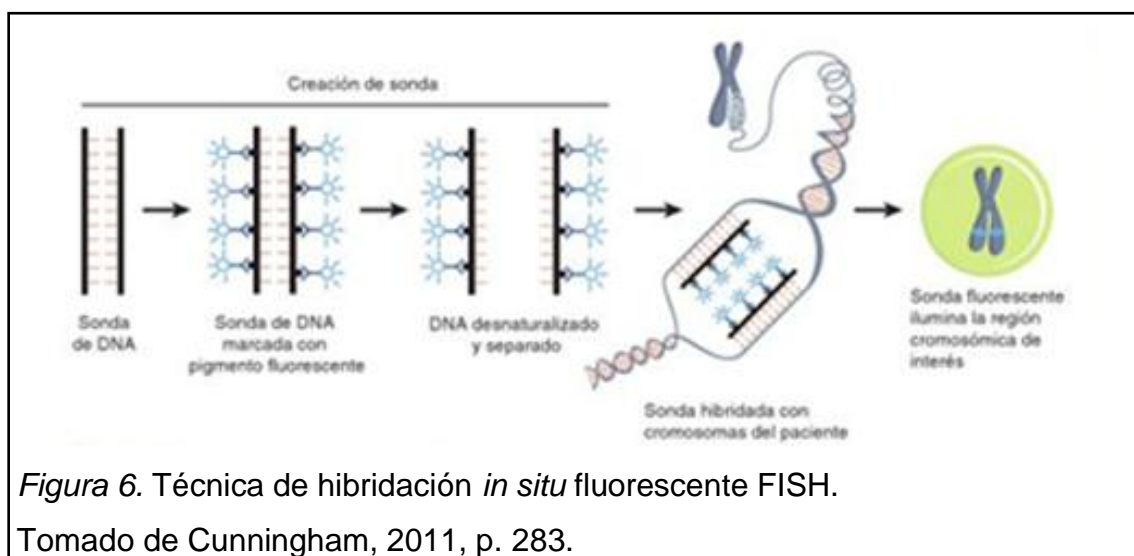 Creación de sonda
Sonda
de DNA
Sonda de DNA
marcada con
pigmento fluorescente
DNA desnaturalizado
y separado
Sonda hibridada con
cromosomas del paciente
Sonda fluorescente
ilumina la región
cromosómica de
interés
Figura 6. Técnica de hibridación in situ fluorescente FISH.
Tomado de Cunningham, 2011, p. 283.